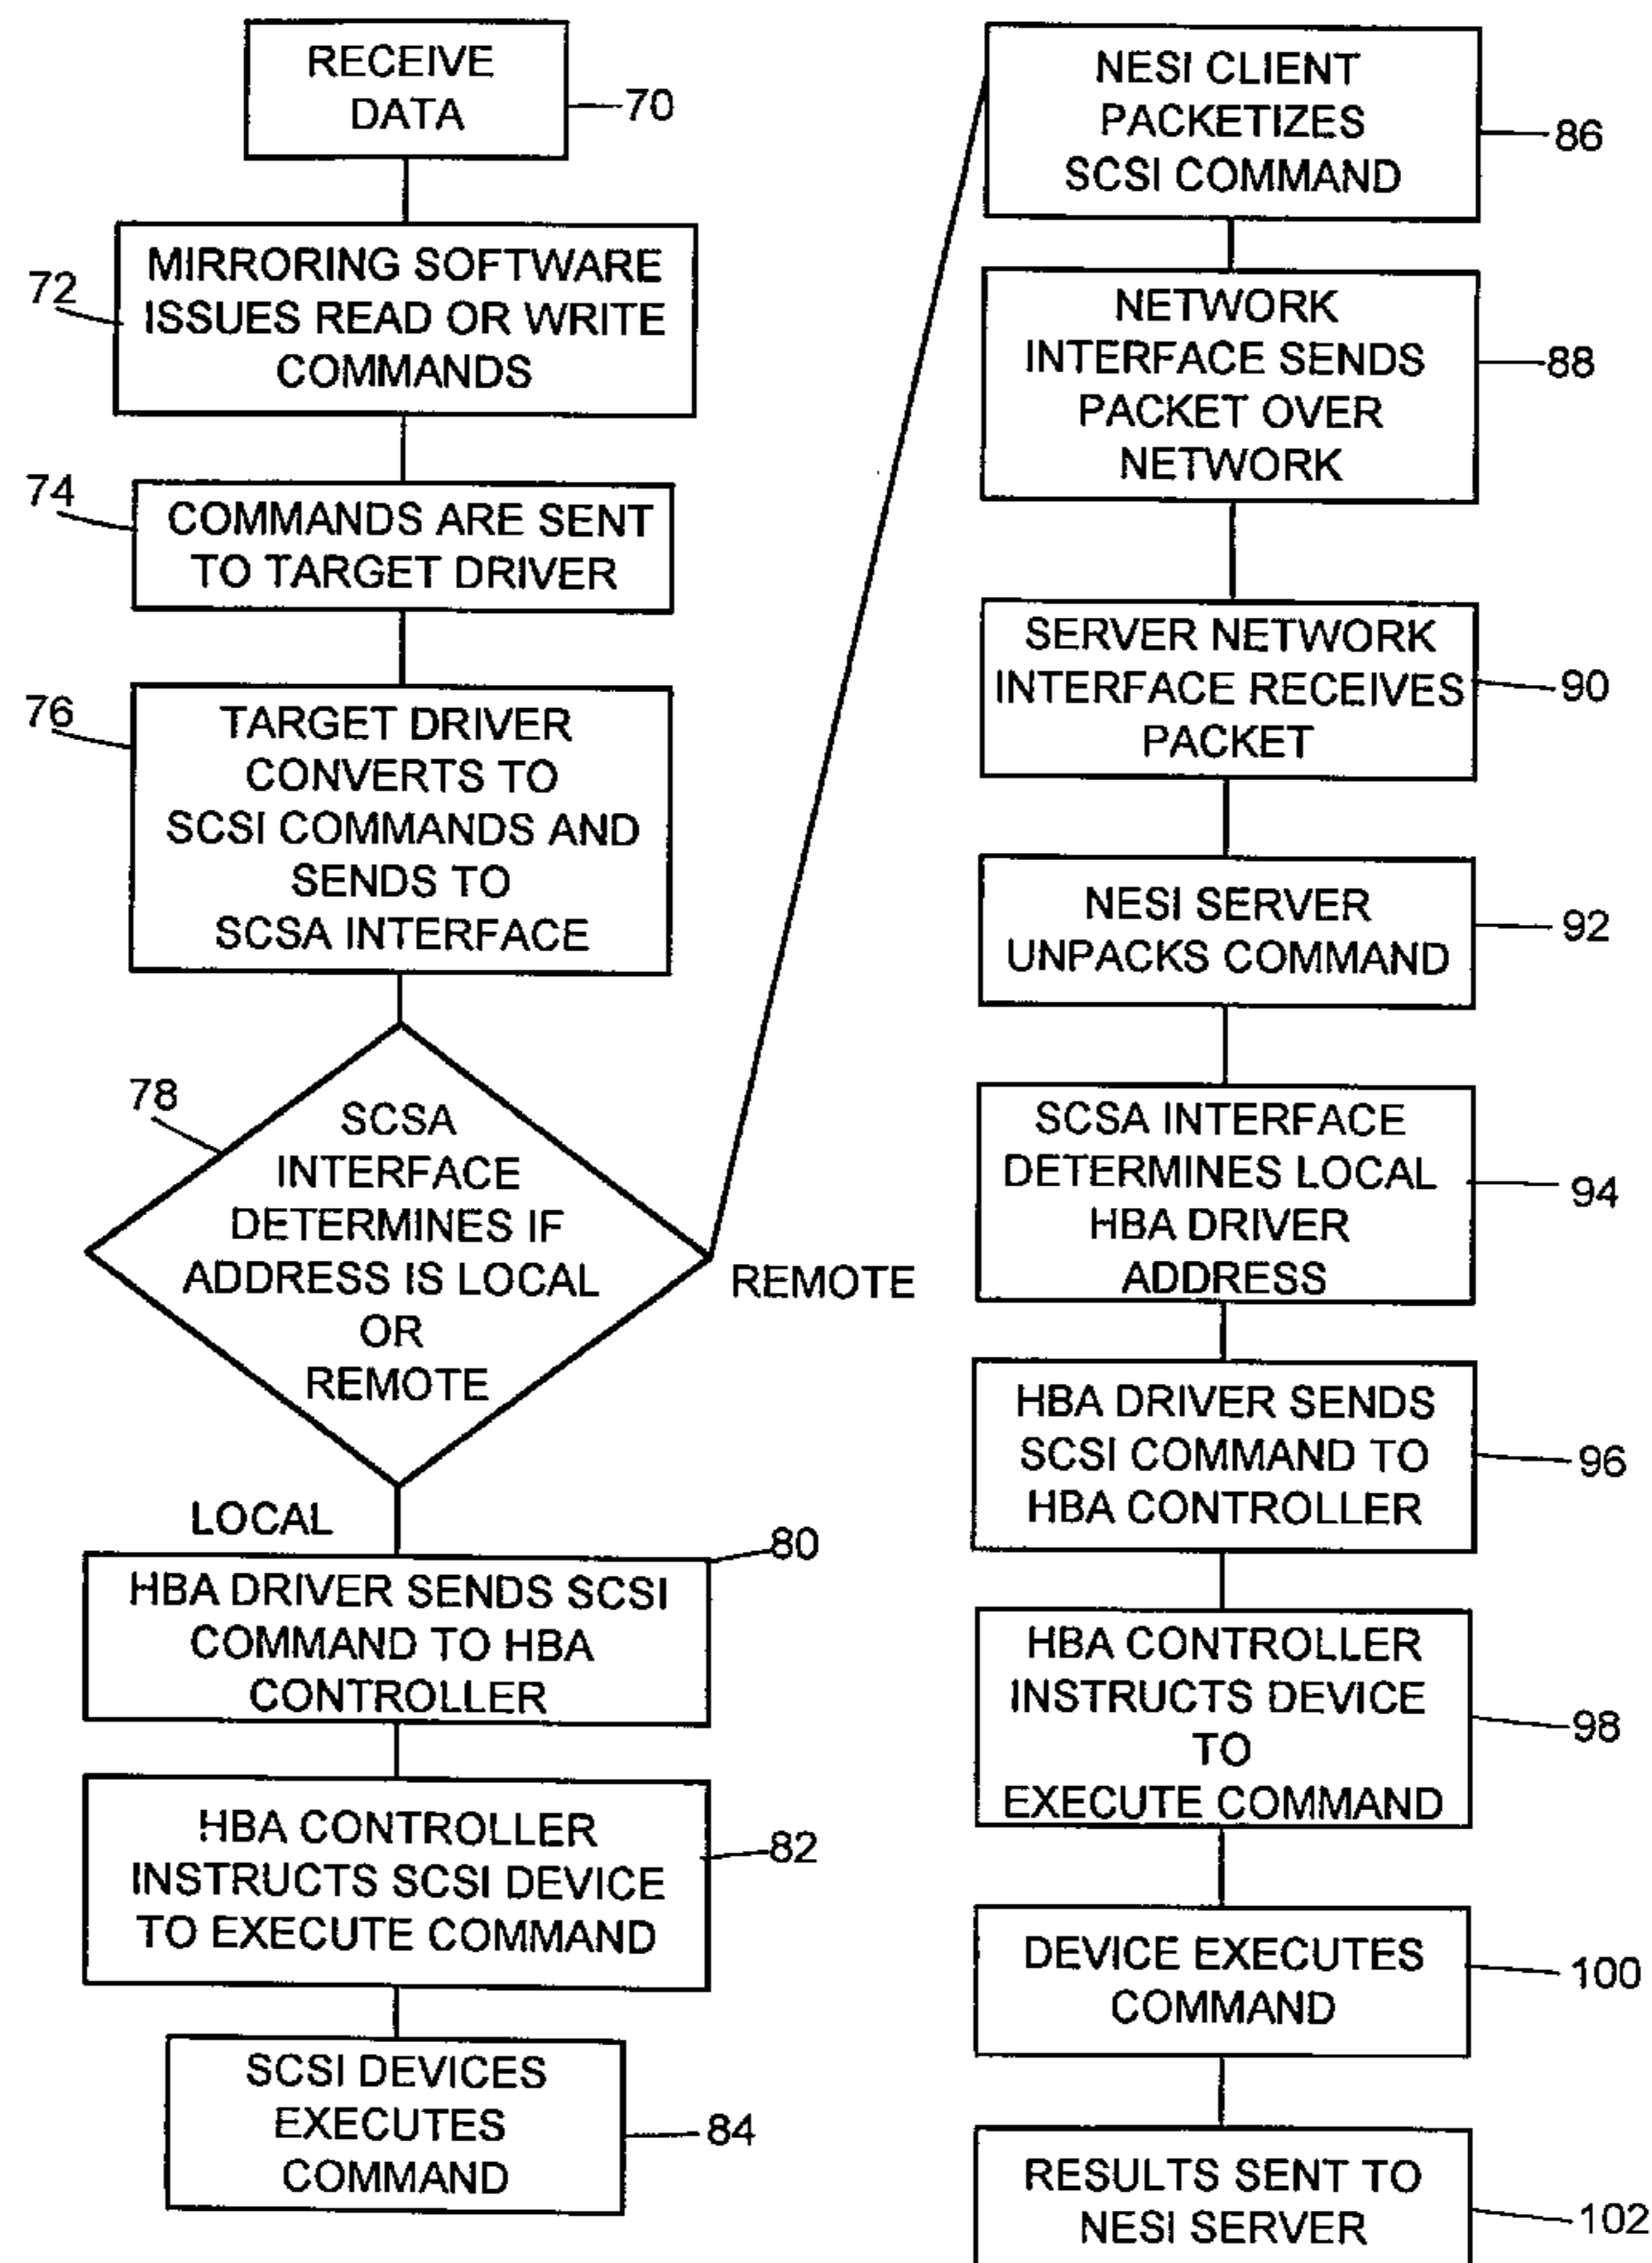 RECEIVE
DATA
70
72
MIRRORING SOFTWARE
ISSUES READ OR WRITE
COMMANDS
74
COMMANDS ARE SENT
TO TARGET DRIVER
76
TARGET DRIVER
CONVERTS TO
SCSI COMMANDS AND
SENDS TO
SCSA INTERFACE
78
SCSA
INTERFACE
DETERMINES IF
ADDRESS IS LOCAL
OR
REMOTE
REMOTE
LOCAL
80
HBA DRIVER SENDS SCSI
COMMAND TO HBA
CONTROLLER
HBA CONTROLLER
INSTRUCTS SCSI DEVICE
TO EXECUTE COMMAND
82
SCSI DEVICES
EXECUTES
COMMAND
84
NESI CLIENT
PACKETIZES
SCSI COMMAND
86
NETWORK
INTERFACE SENDS
PACKET OVER
NETWORK
88
SERVER NETWORK
INTERFACE RECEIVES
PACKET
90
NESI SERVER
UNPACKS COMMAND
92
SCSA INTERFACE
DETERMINES LOCAL
HBA DRIVER
ADDRESS
94
HBA DRIVER SENDS
SCSI COMMAND TO
HBA CONTROLLER
96
HBA CONTROLLER
INSTRUCTS DEVICE
TO
EXECUTE COMMAND
98
DEVICE EXECUTES
COMMAND
100
RESULTS SENT TO
NESI SERVER
102